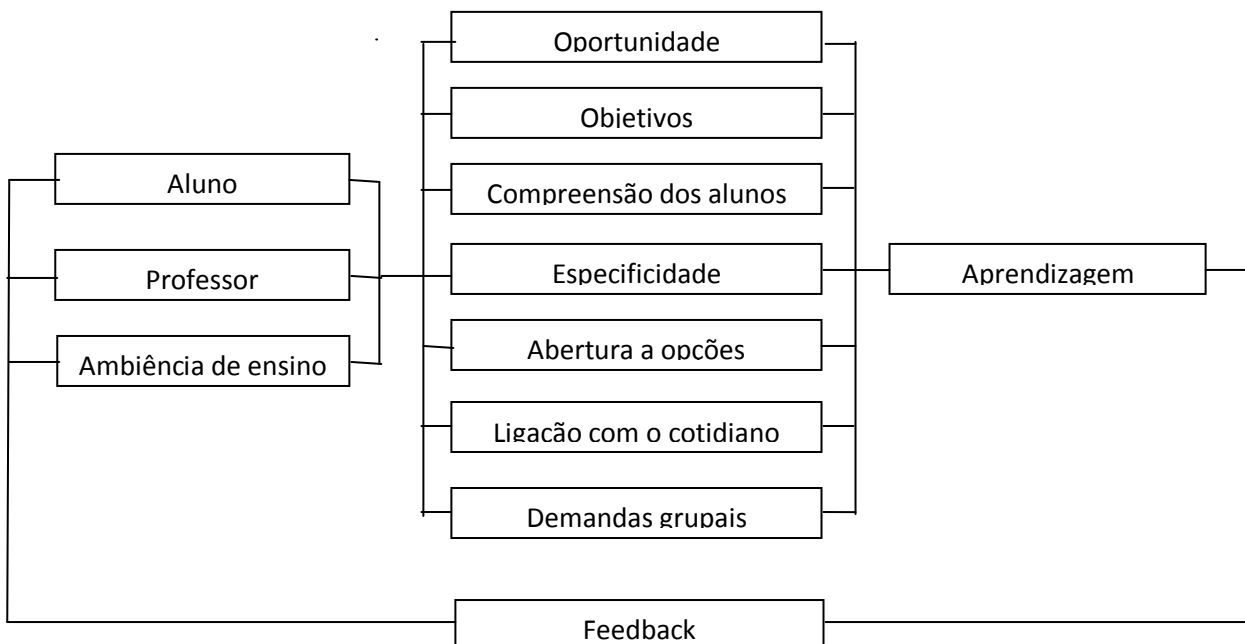 Aluno
Professor
Ambiência de ensino
Oportunidade
Objetivos
Compreensão dos alunos
Especificidade
Abertura a opções
Ligação com o cotidiano
Demandas grupais
Aprendizagem
Feedback